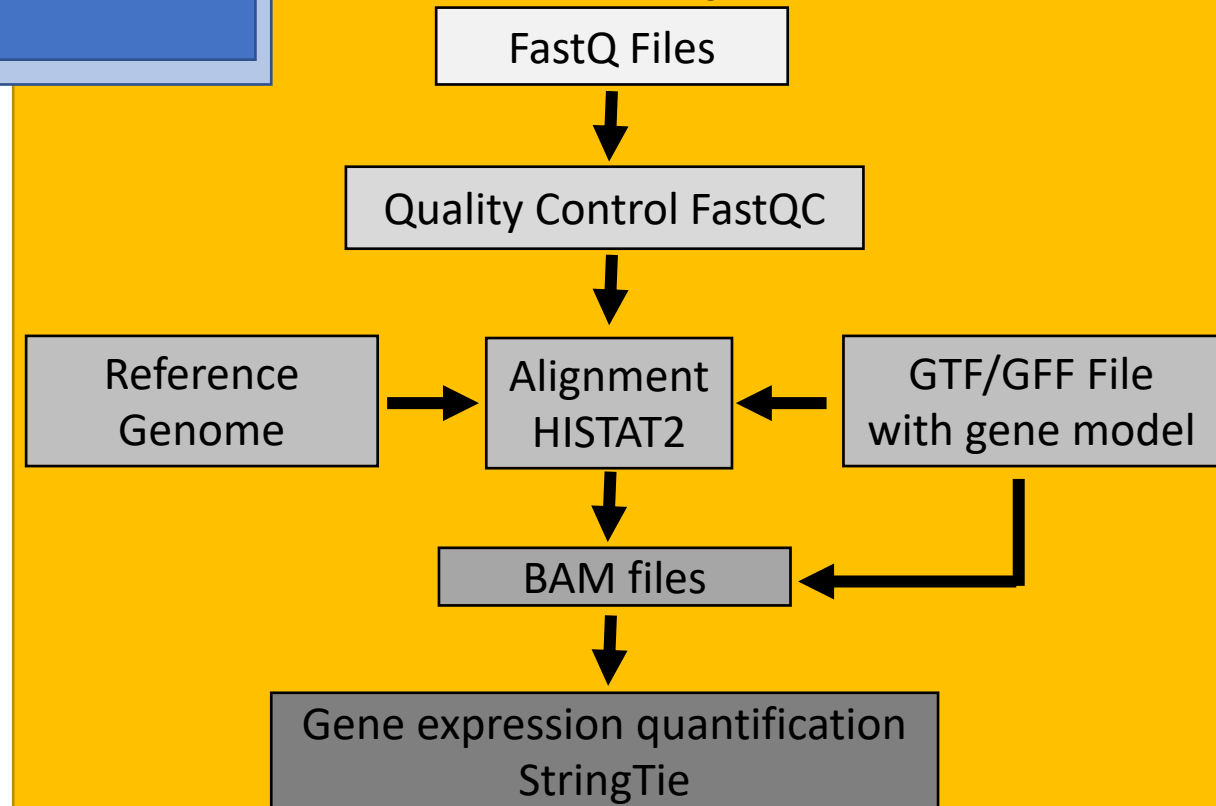 FastQ Files
Quality Control FastQC
Reference
Genome
Alignment
HISTAT2
GTF/GFF File
with gene model
BAM files
Gene expression quantification
StringTie